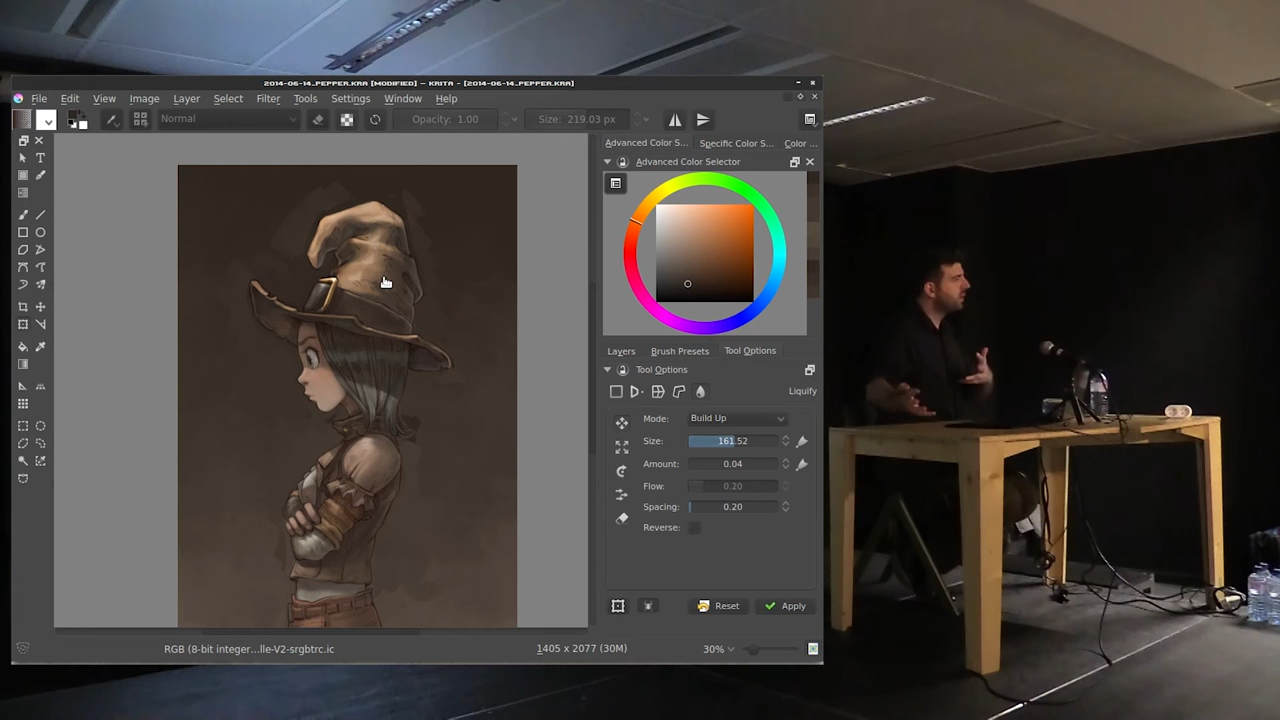 2014-06-14_PEPPER.KRA [MODIFIED] – KRITA - [2014-06-14_PEPPER.KRA]
File Edit View Image Layer Select Filter Tools Settings Window Help
Normal Opacity: 1.00 Size: 219.03 px
Advanced Color S... Specific Color S... Color ...
Advanced Color Selector
Layers Brush Presets Tool Options
Tool Options
Liquify
Mode: Build Up
Size: 161.52
Amount: 0.04
Flow: 0.20
Spacing: 0.20
Reverse:
Reset Apply
RGB (8-bit integer...lle-V2-srgbtrc.ic 1405 x 2077 (30M) 30%